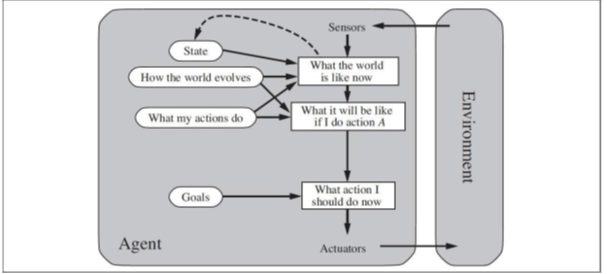 Sensors
State
What the world
is like now
How the world evolves
What my actions do
What it will be like
if I do action A
Goals
What action I
should do now
Agent
Actuators
Environment